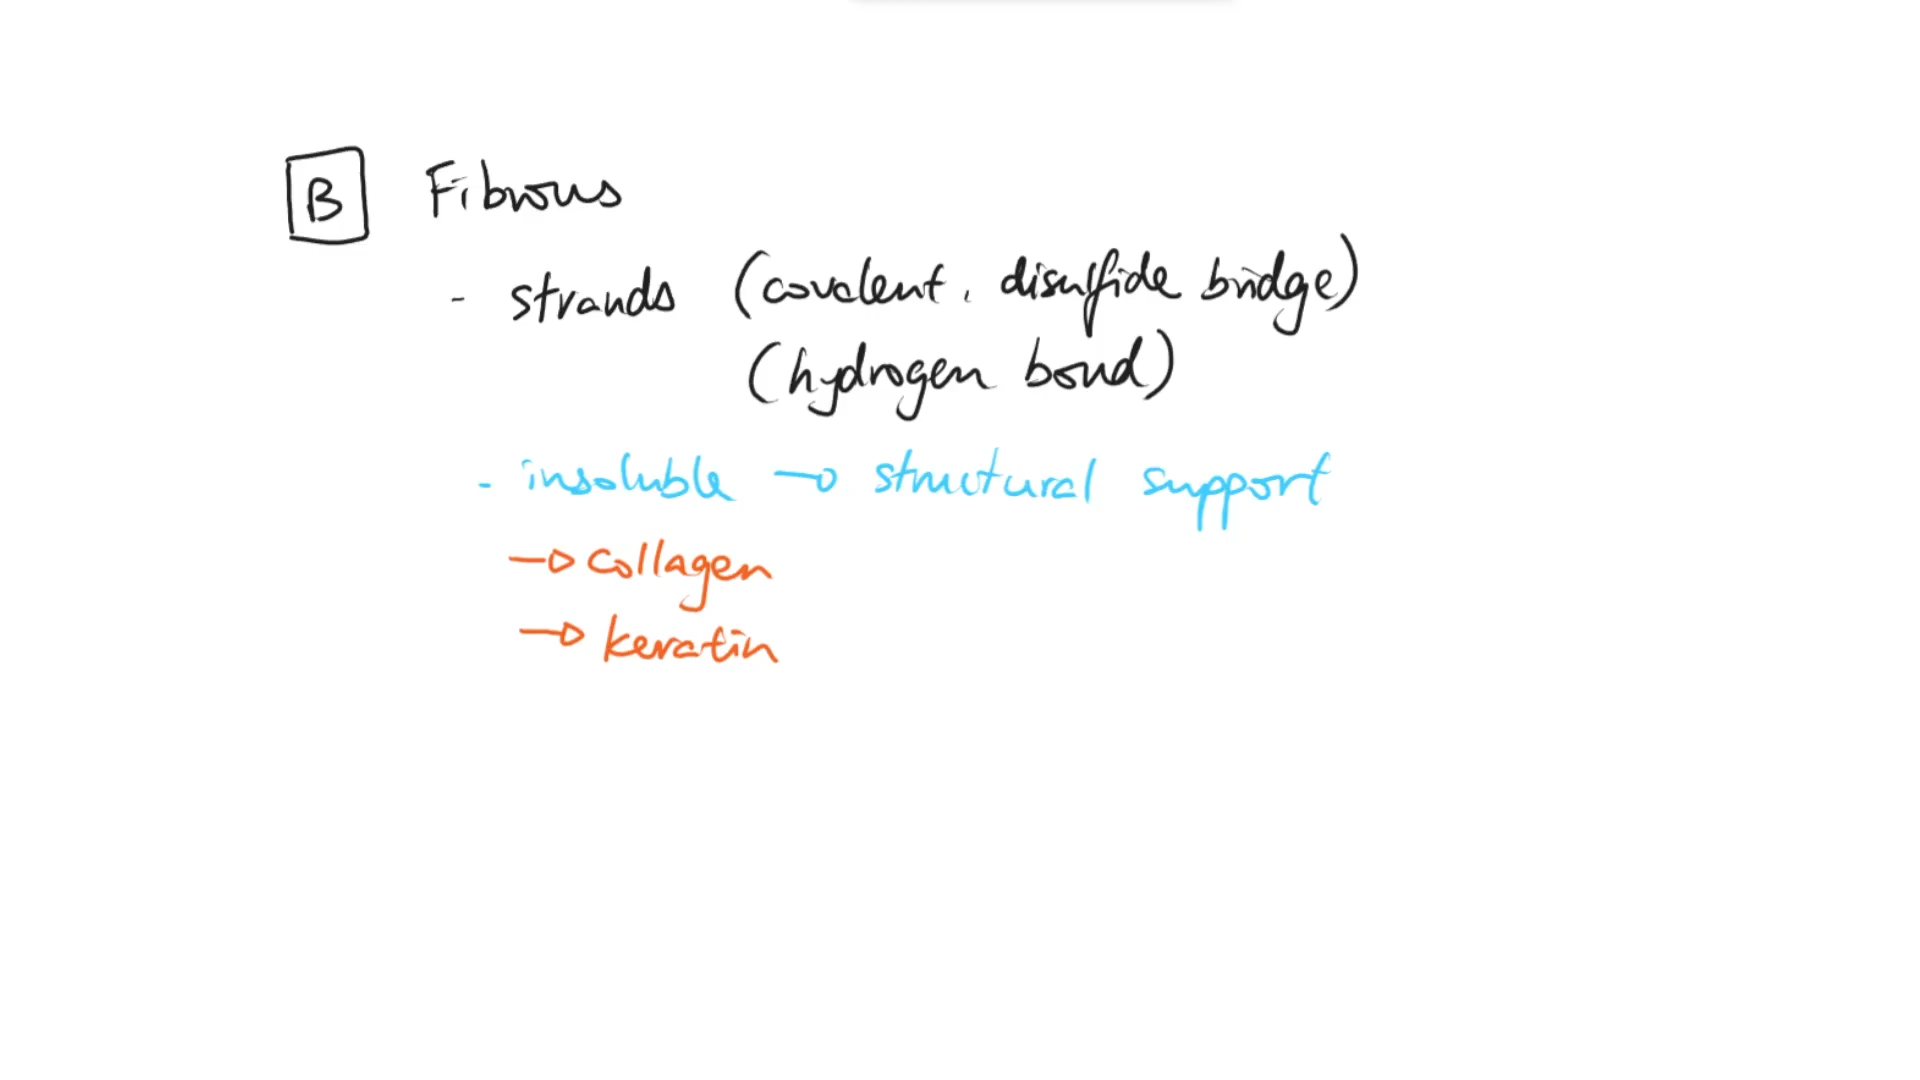 B Fibrous
- strands (covalent, disulfide bridge)
(hydrogen bond)
- insoluble → structural support
→ collagen
→ keratin